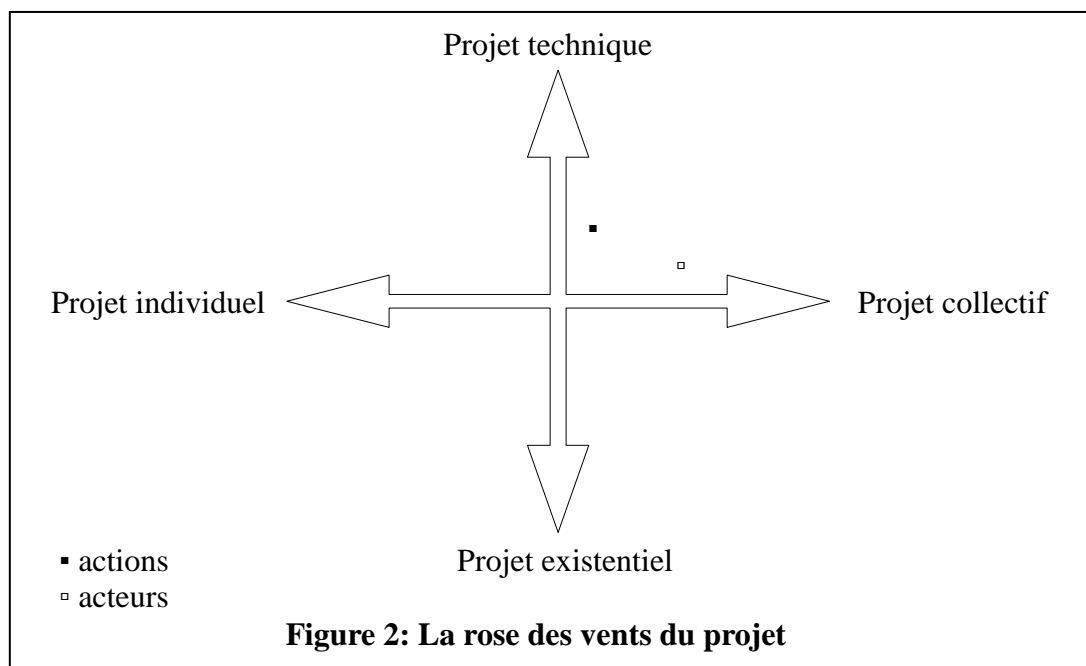 Projet technique
Projet individuel
Projet collectif
Projet existentiel
actions
acteurs
Figure 2: La rose des vents du projet